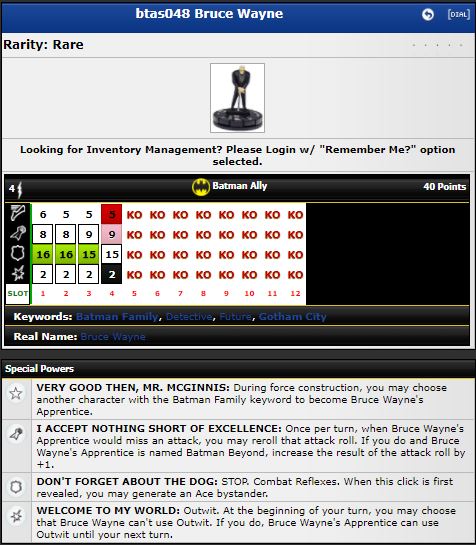 btas048 Bruce Wayne [DIAL]
Rarity: Rare
Looking for Inventory Management? Please Login w/ "Remember Me?" option
selected.
4 Batman Ally 40 Points
6 5 5 5 KO KO KO KO KO KO KO KO
8 8 9 9 KO KO KO KO KO KO KO KO
16 16 15 15 KO KO KO KO KO KO KO KO
2 2 2 2 KO KO KO KO KO KO KO KO
SLOT 1 2 3 4 5 6 7 8 9 10 11 12
Keywords: Batman Family, Detective, Future, Gotham City
Real Name: Bruce Wayne
Special Powers
VERY GOOD THEN, MR. MCGINNIS: During force construction, you may choose
another character with the Batman Family keyword to become Bruce Wayne's
Apprentice.
I ACCEPT NOTHING SHORT OF EXCELLENCE: Once per turn, when Bruce Wayne's
Apprentice would miss an attack, you may reroll that attack roll. If you do and Bruce
Wayne's Apprentice is named Batman Beyond, increase the result of the attack roll by
+1.
DON'T FORGET ABOUT THE DOG: STOP. Combat Reflexes. When this click is first
revealed, you may generate an Ace bystander.
WELCOME TO MY WORLD: Outwit. At the beginning of your turn, you may choose
that Bruce Wayne can't use Outwit. If you do, Bruce Wayne's Apprentice can use
Outwit until your next turn.